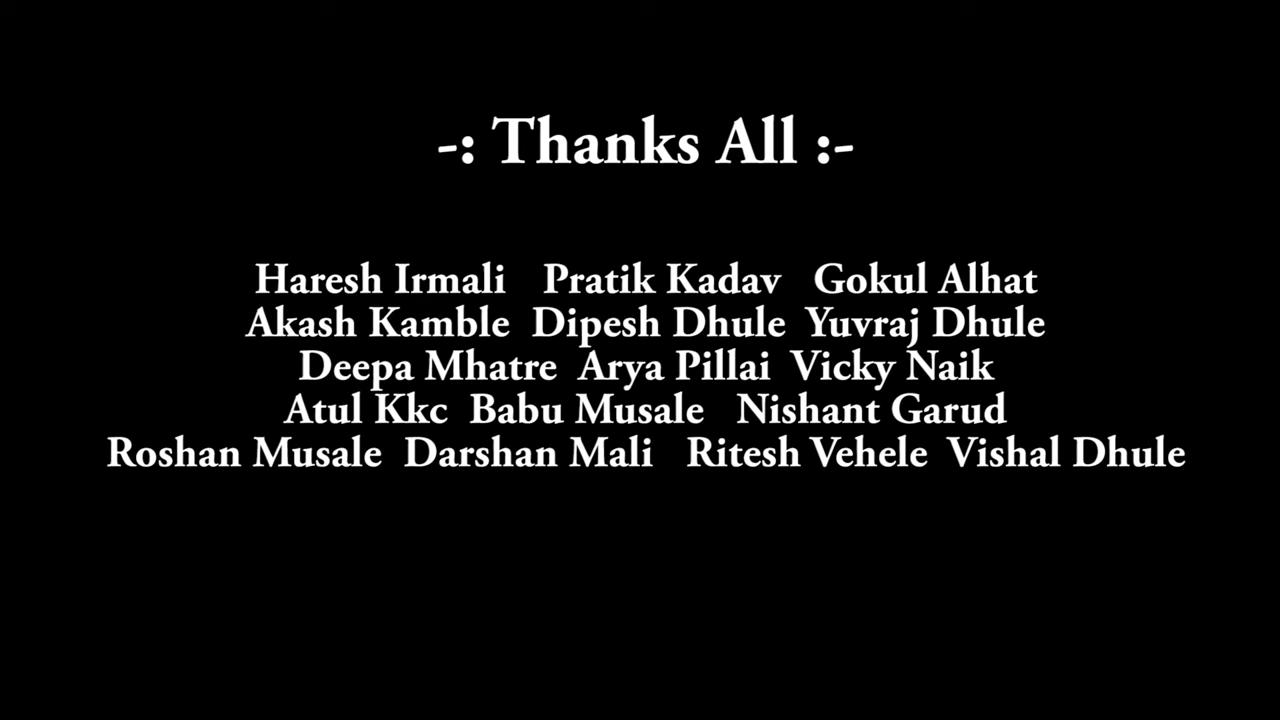 -: Thanks All :-
Haresh Irmali Pratik Kadav Gokul Alhat
Akash Kamble Dipesh Dhule Yuvraj Dhule
Deepa Mhatre Arya Pillai Vicky Naik
Atul Kkc Babu Musale Nishant Garud
Roshan Musale Darshan Mali Ritesh Vehele Vishal Dhule